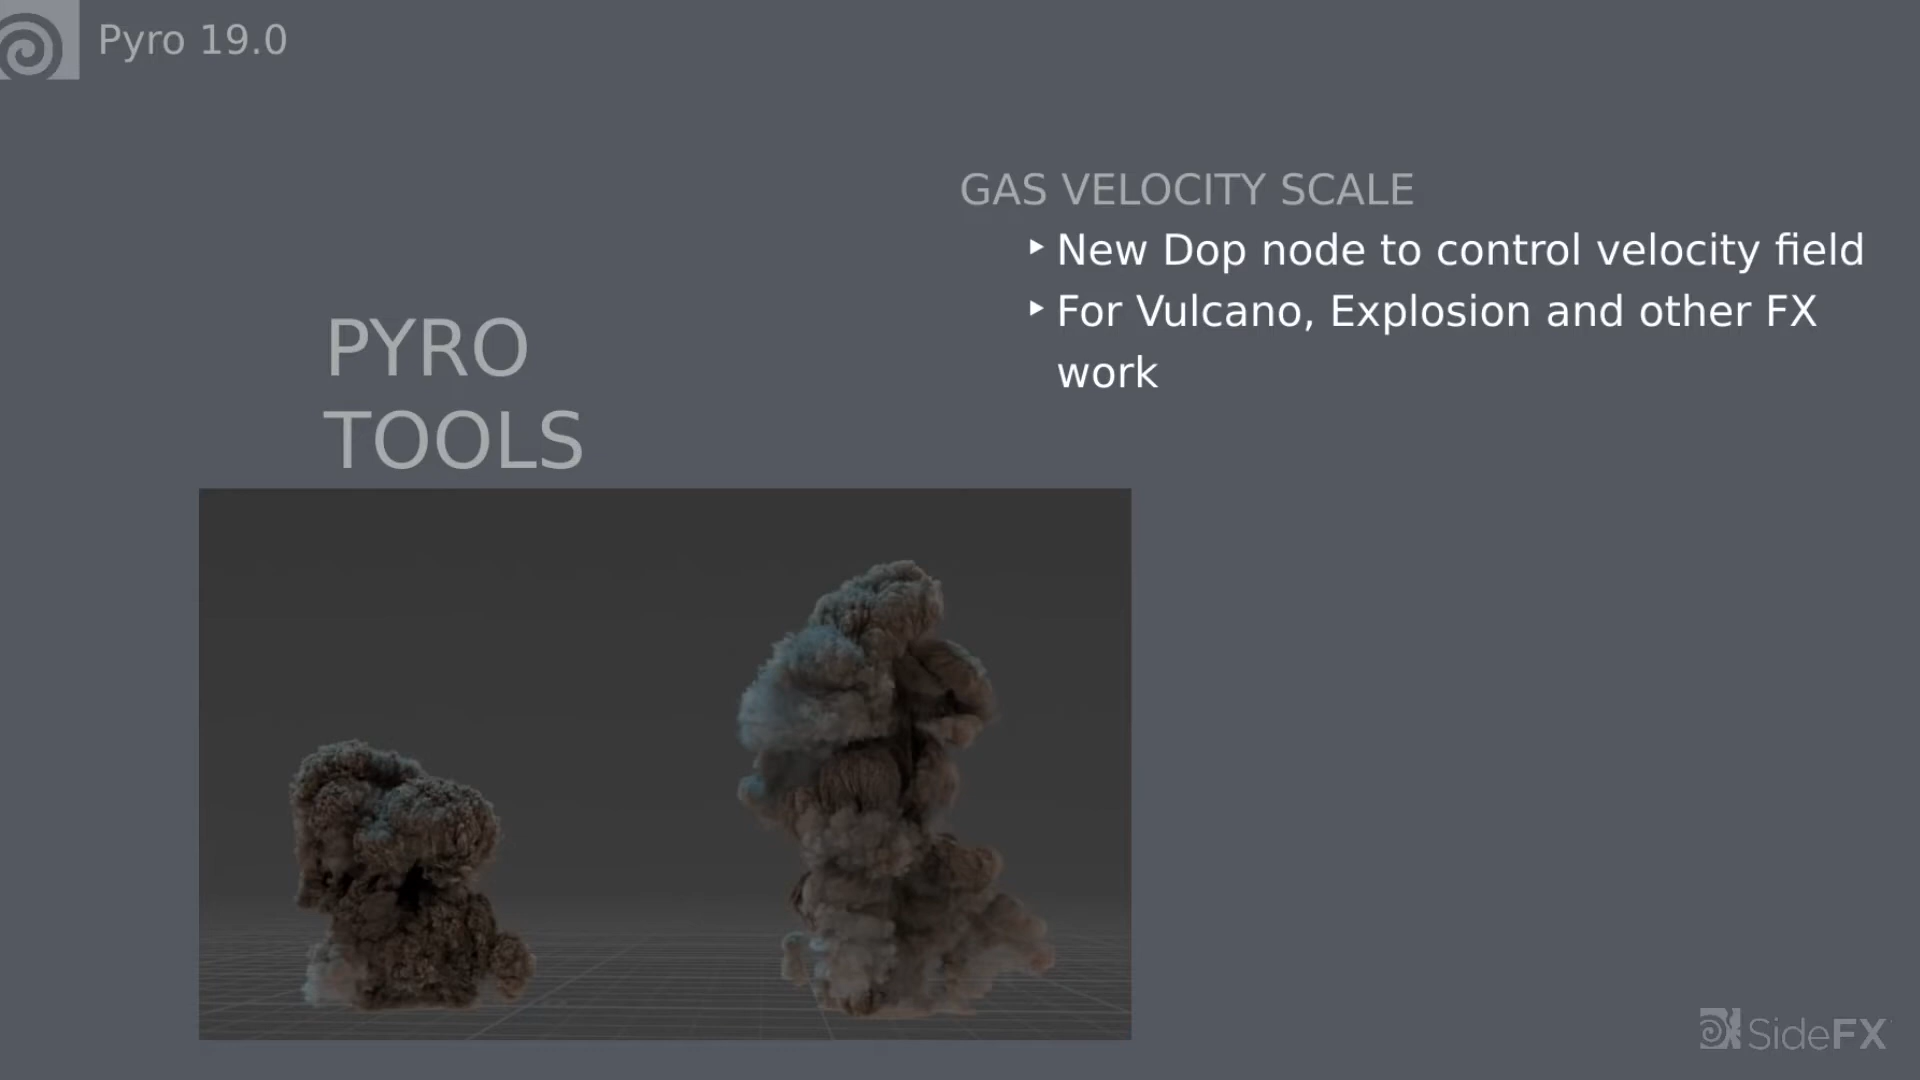 Pyro 19.0
GAS VELOCITY SCALE
‣ New Dop node to control velocity field
‣ For Vulcano, Explosion and other FX
work
PYRO
TOOLS
SideFX